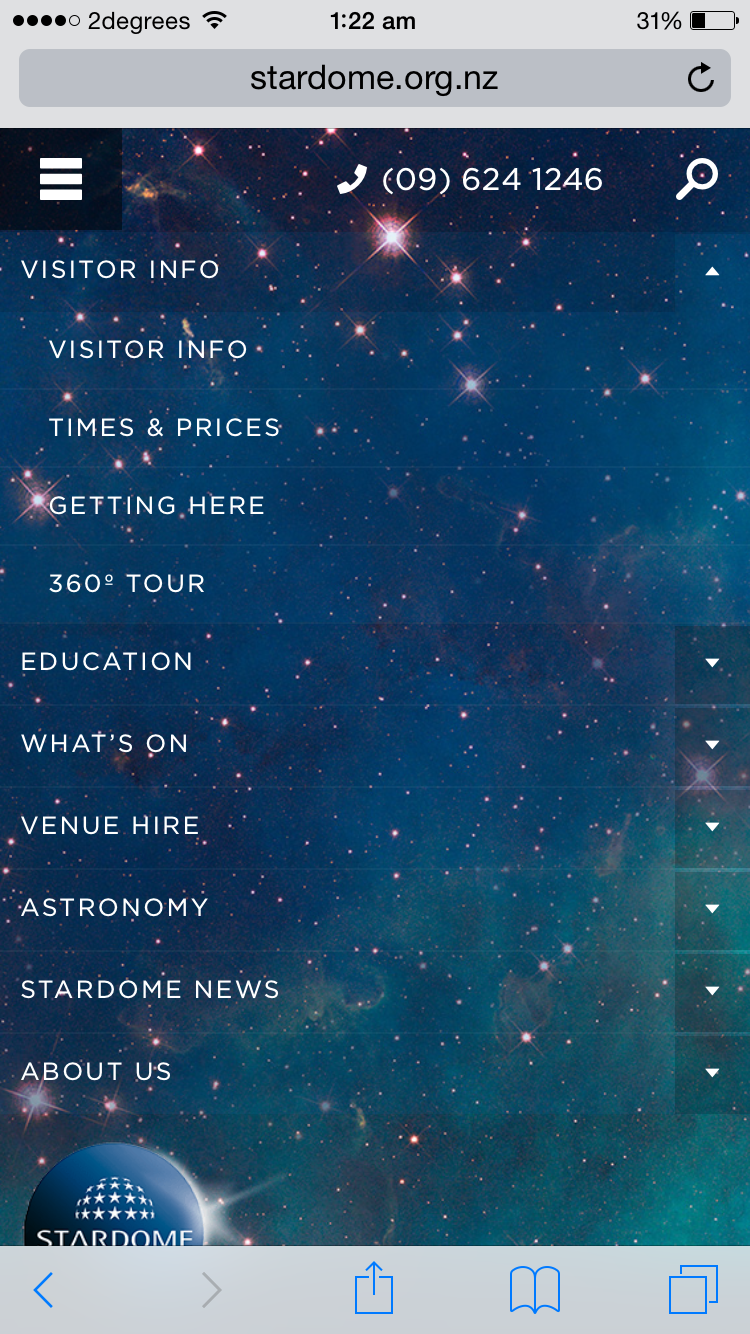 2degrees 1:22 am 31%
stardome.org.nz
(09) 624 1246
VISITOR INFO
VISITOR INFO
TIMES & PRICES
GETTING HERE
360º TOUR
EDUCATION
WHAT'S ON
VENUE HIRE
ASTRONOMY
STARDOME NEWS
ABOUT US
STARDOME